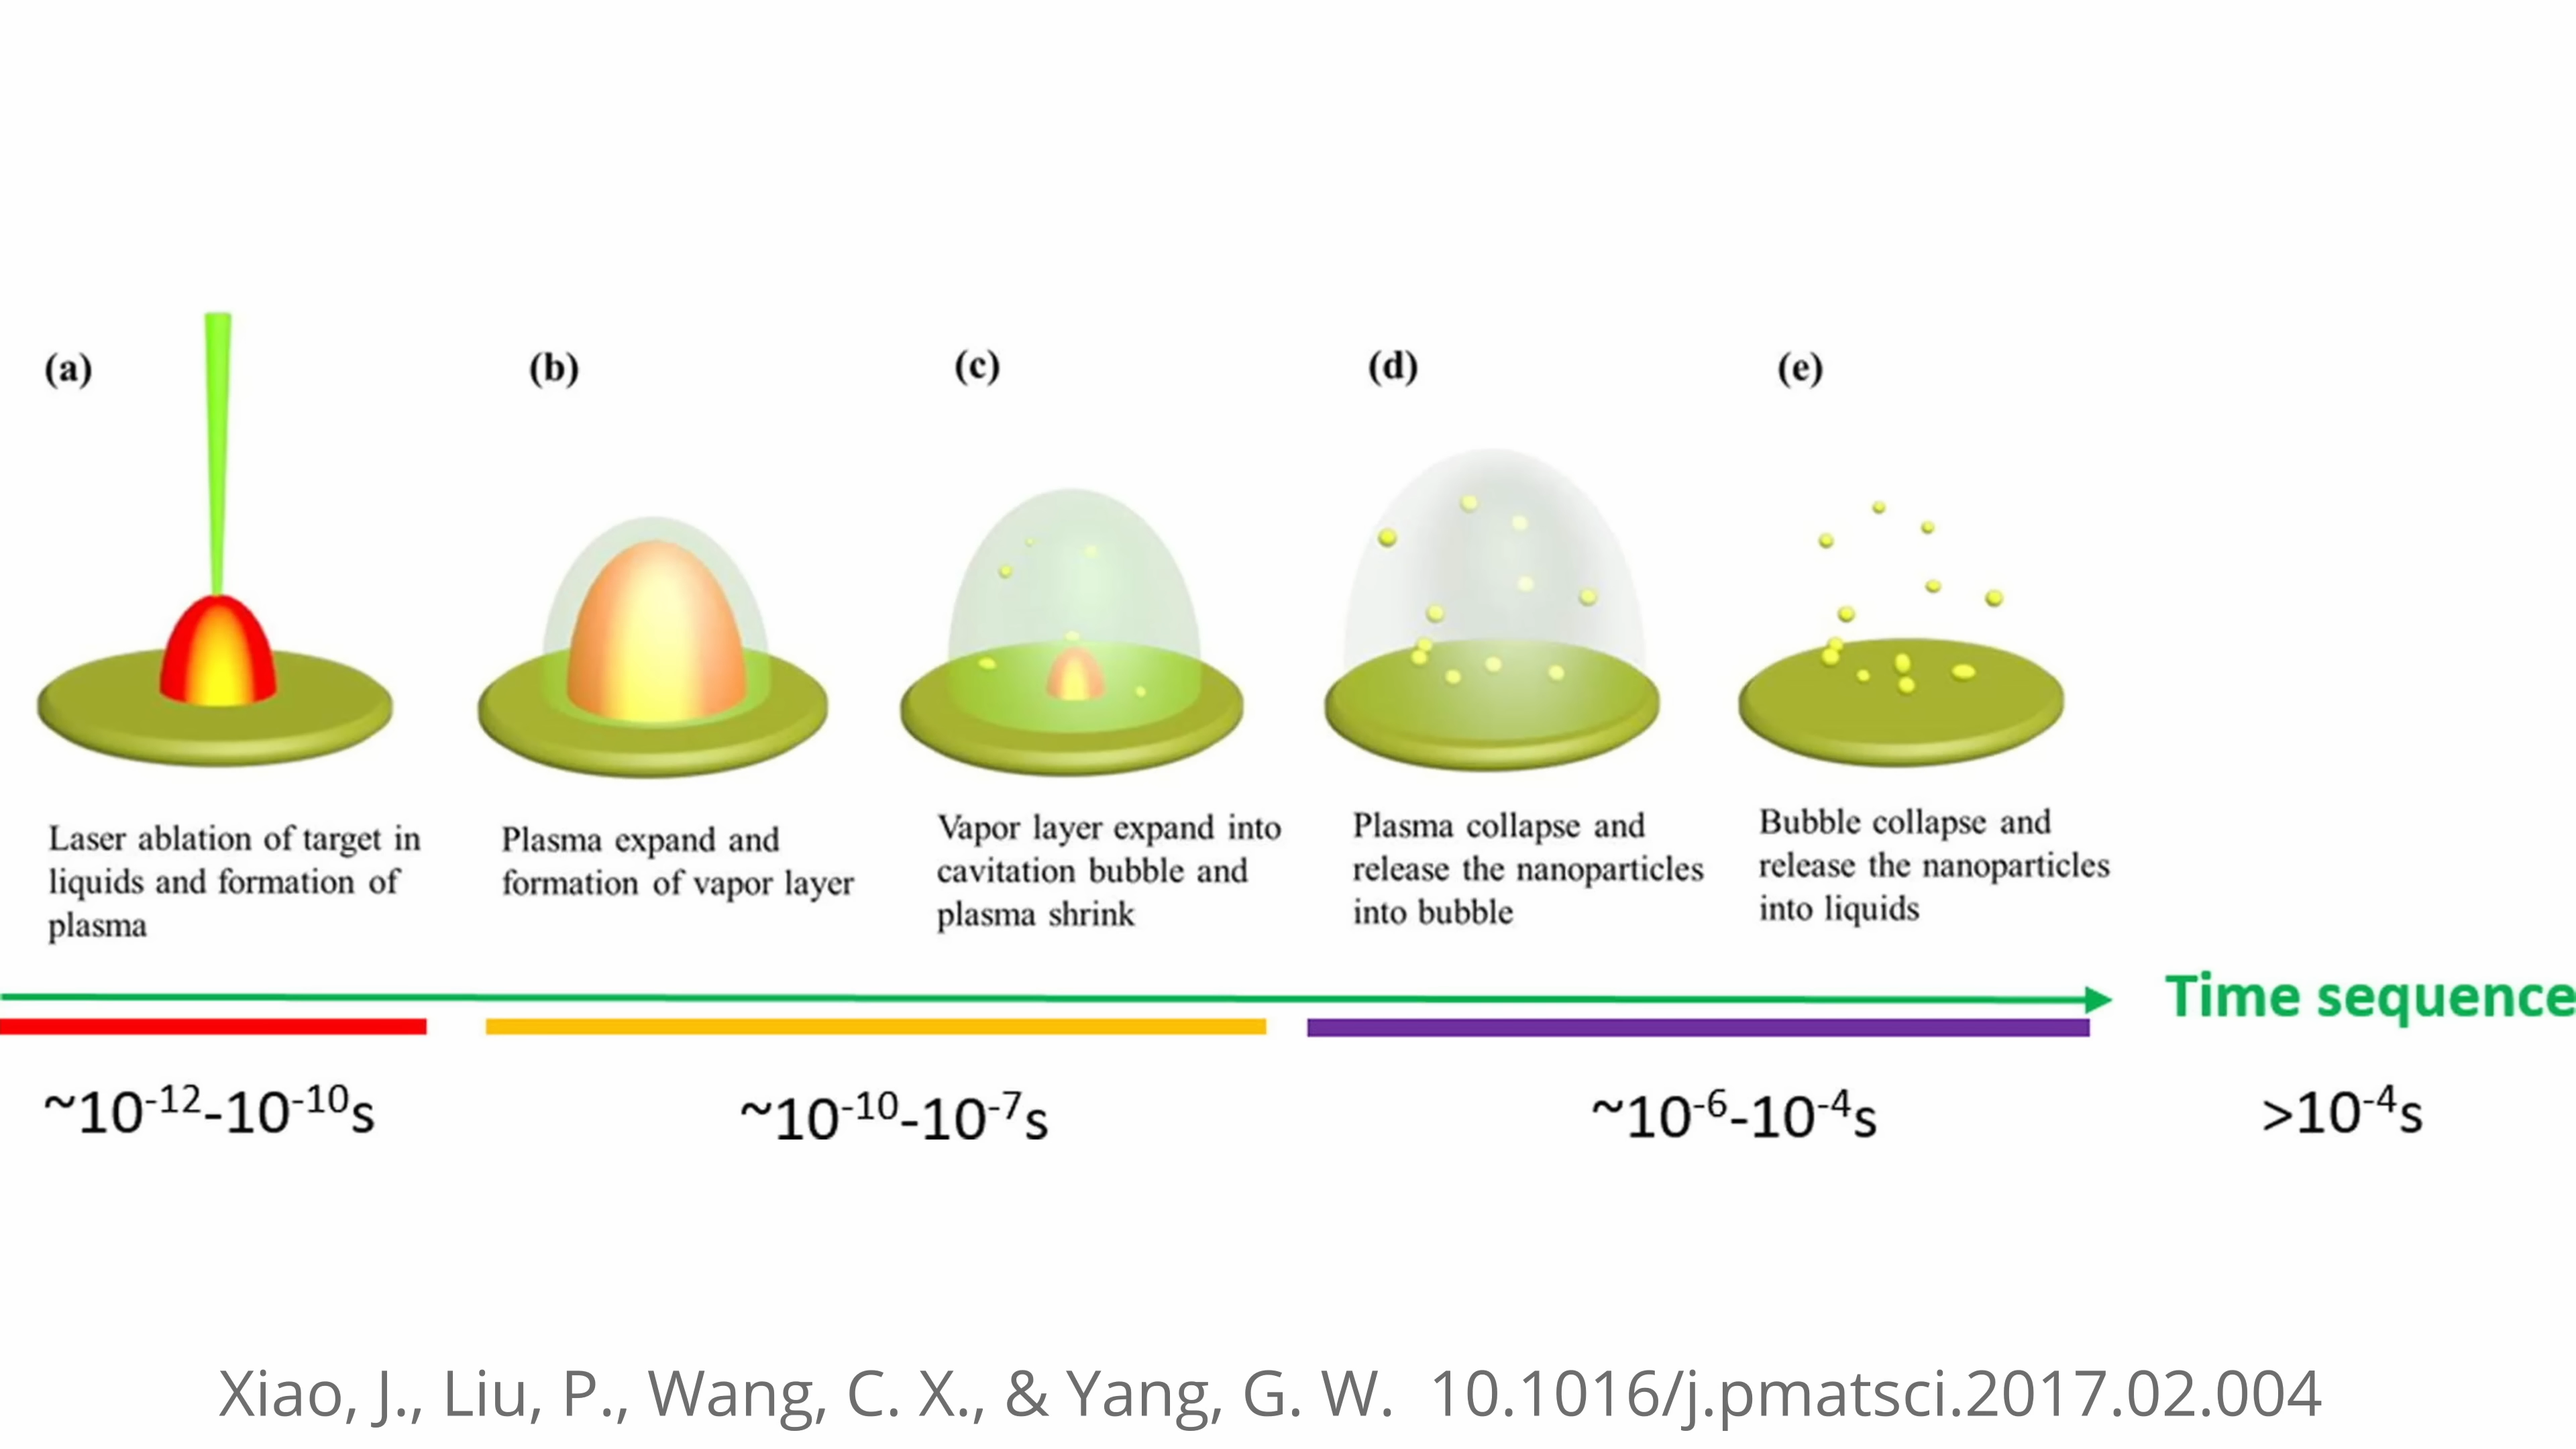 (a)
(b)
(c)
(d)
(e)
Laser ablation of target in
liquids and formation of
plasma
Plasma expand and
formation of vapor layer
Vapor layer expand into
cavitation bubble and
plasma shrink
Plasma collapse and
release the nanoparticles
into bubble
Bubble collapse and
release the nanoparticles
into liquids
Time sequence
~10⁻¹²-10⁻¹⁰s
~10⁻¹⁰-10⁻⁷s
~10⁻⁶-10⁻⁴s
>10⁻⁴s
Xiao, J., Liu, P., Wang, C. X., & Yang, G. W. 10.1016/j.pmatsci.2017.02.004